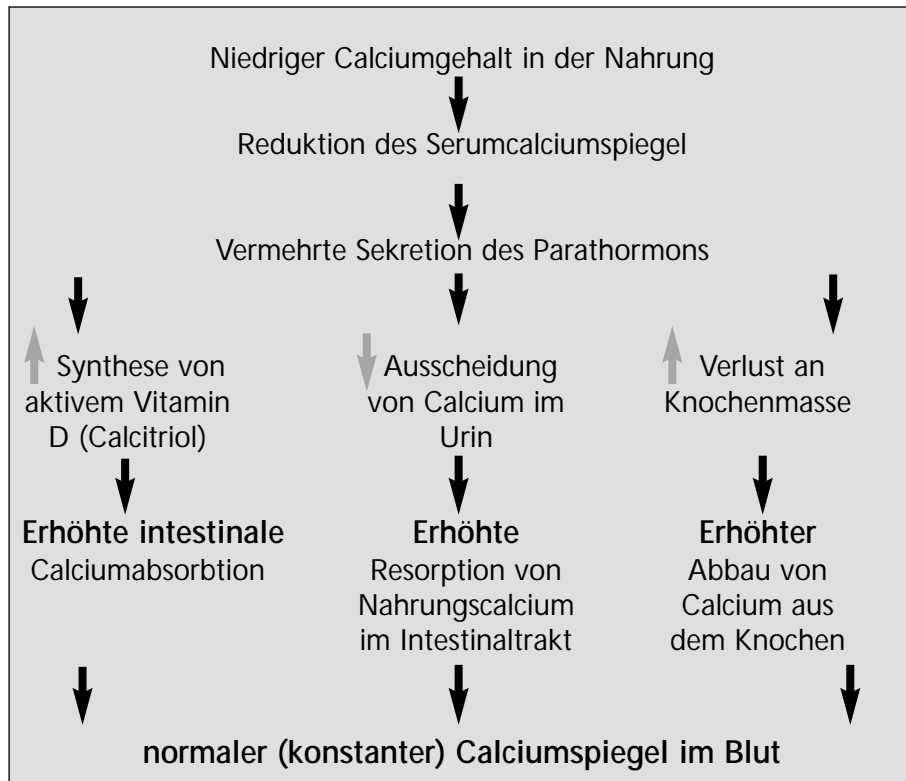 Niedriger Calciumgehalt in der Nahrung
Reduktion des Serumcalciumspiegel
Vermehrte Sekretion des Parathormons
Synthese von
aktivem Vitamin
D (Calcitriol)
Erhöhte intestinale
Calciumabsorbtion
Ausscheidung
von Calcium im
Urin
Erhöhte
Resorption von
Nahrungscalcium
im Intestinaltrakt
Verlust an
Knochenmasse
Erhöhter
Abbau von
Calcium aus
dem Knochen
normaler (konstanter) Calciumspiegel im Blut